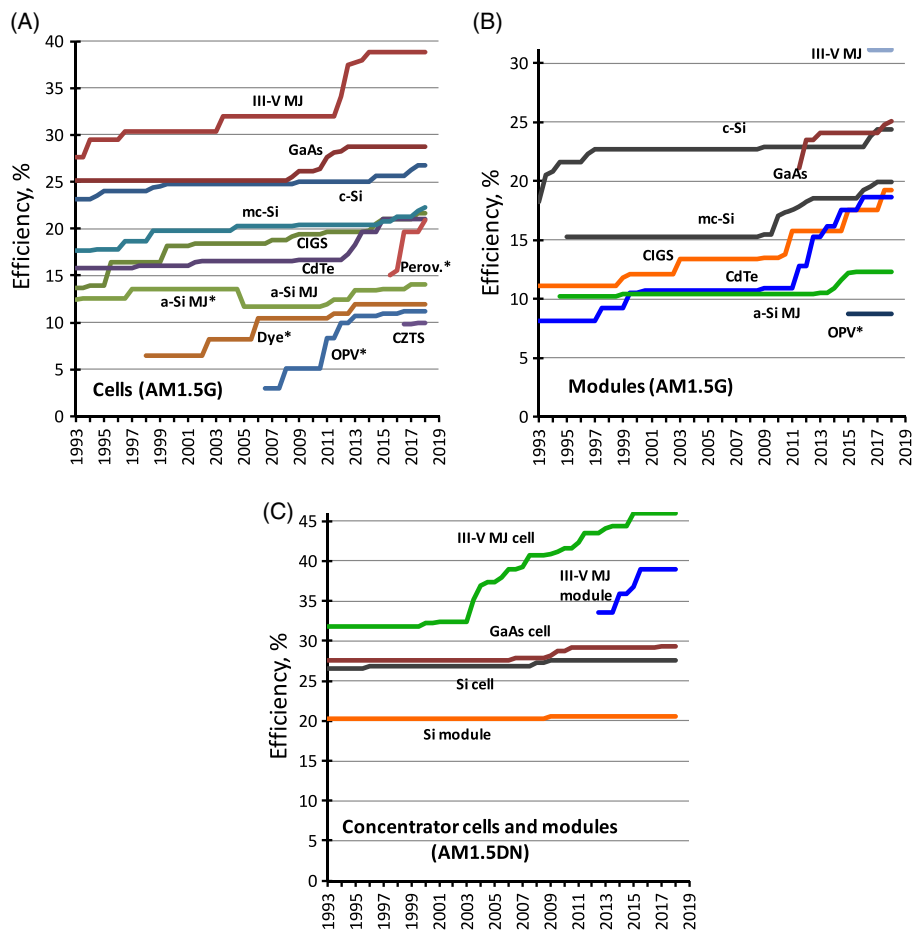 (A)
Efficiency, %
40
35
30
25
20
15
10
5
0
III-V MJ
GaAs
c-Si
mc-Si
CIGS
CdTe
Perov.*
a-Si MJ*
a-Si MJ
Dye*
OPV*
CZTS
Cells (AM1.5G)
1993
1995
1997
1999
2001
2003
2005
2007
2009
2011
2013
2015
2017
2019
(B)
Efficiency, %
30
25
20
15
10
5
0
III-V MJ
c-Si
GaAs
mc-Si
CIGS
CdTe
a-Si MJ
OPV*
Modules (AM1.5G)
1993
1995
1997
1999
2001
2003
2005
2007
2009
2011
2013
2015
2017
2019
(C)
Efficiency, %
45
40
35
30
25
20
15
10
5
0
III-V MJ cell
III-V MJ
module
GaAs cell
Si cell
Si module
Concentrator cells and modules
(AM1.5DN)
1993
1995
1997
1999
2001
2003
2005
2007
2009
2011
2013
2015
2017
2019